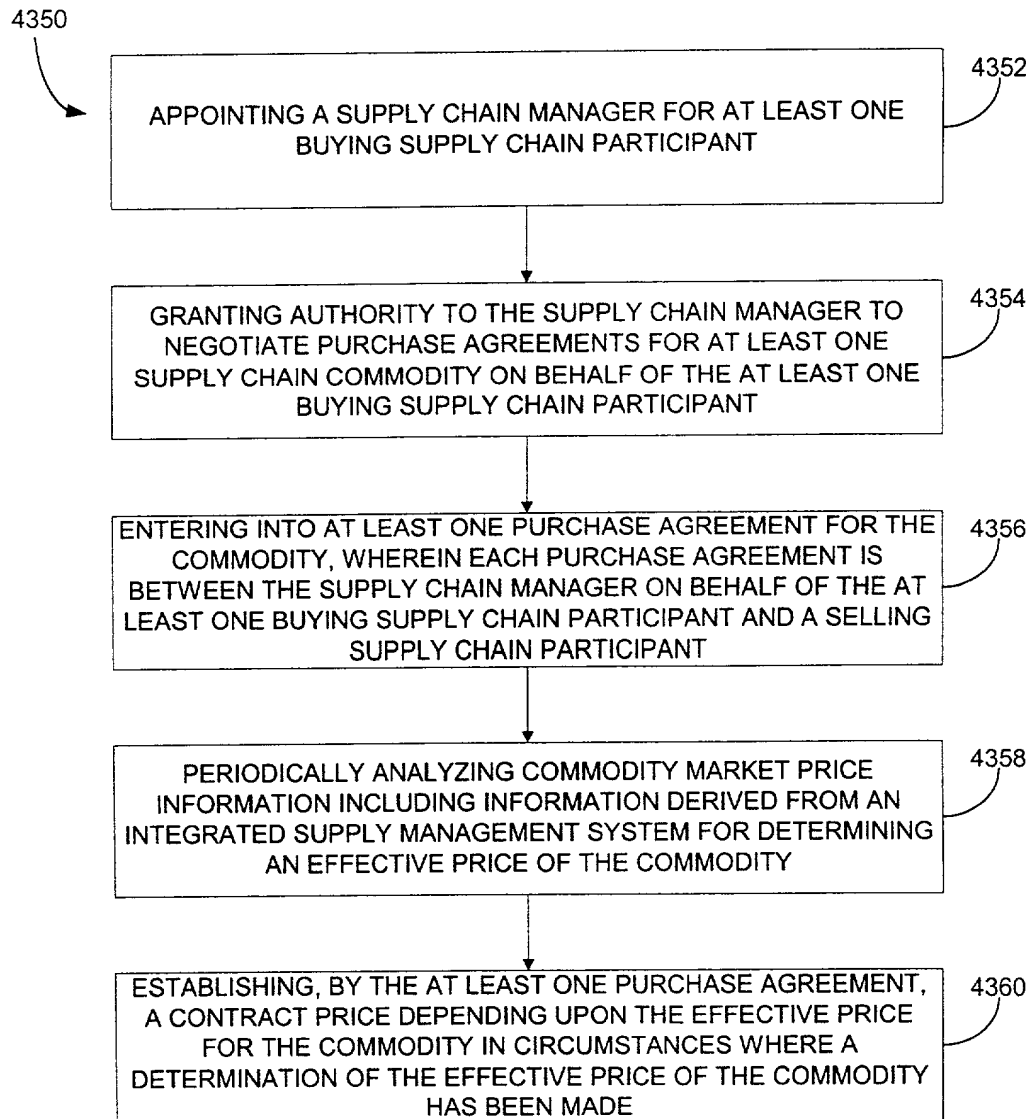 4350
4352
APPOINTING A SUPPLY CHAIN MANAGER FOR AT LEAST ONE
BUYING SUPPLY CHAIN PARTICIPANT
4354
GRANTING AUTHORITY TO THE SUPPLY CHAIN MANAGER TO
NEGOTIATE PURCHASE AGREEMENTS FOR AT LEAST ONE
SUPPLY CHAIN COMMODITY ON BEHALF OF THE AT LEAST ONE
BUYING SUPPLY CHAIN PARTICIPANT
4356
ENTERING INTO AT LEAST ONE PURCHASE AGREEMENT FOR THE
COMMODITY, WHEREIN EACH PURCHASE AGREEMENT IS
BETWEEN THE SUPPLY CHAIN MANAGER ON BEHALF OF THE AT
LEAST ONE BUYING SUPPLY CHAIN PARTICIPANT AND A SELLING
SUPPLY CHAIN PARTICIPANT
4358
PERIODICALLY ANALYZING COMMODITY MARKET PRICE
INFORMATION INCLUDING INFORMATION DERIVED FROM AN
INTEGRATED SUPPLY MANAGEMENT SYSTEM FOR DETERMINING
AN EFFECTIVE PRICE OF THE COMMODITY
4360
ESTABLISHING, BY THE AT LEAST ONE PURCHASE AGREEMENT,
A CONTRACT PRICE DEPENDING UPON THE EFFECTIVE PRICE
FOR THE COMMODITY IN CIRCUMSTANCES WHERE A
DETERMINATION OF THE EFFECTIVE PRICE OF THE COMMODITY
HAS BEEN MADE